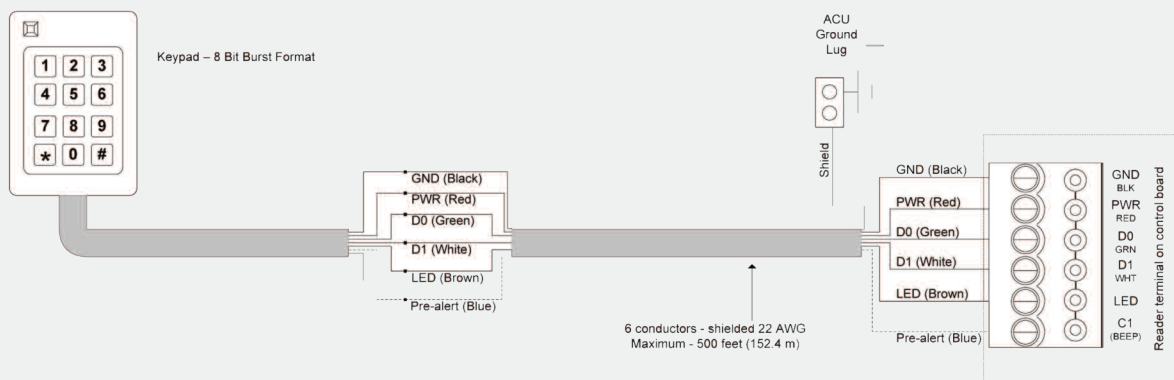 Keypad – 8 Bit Burst Format
1 2 3
4 5 6
7 8 9
* 0 #
GND (Black)
PWR (Red)
D0 (Green)
D1 (White)
LED (Brown)
Pre-alert (Blue)
6 conductors - shielded 22 AWG
Maximum - 500 feet (152.4 m)
ACU
Ground
Lug
Shield
GND (Black)
PWR (Red)
D0 (Green)
D1 (White)
LED (Brown)
Pre-alert (Blue)
GND
BLK
PWR
RED
D0
GRN
D1
WHT
LED
C1
(BEEP)
Reader terminal on control board